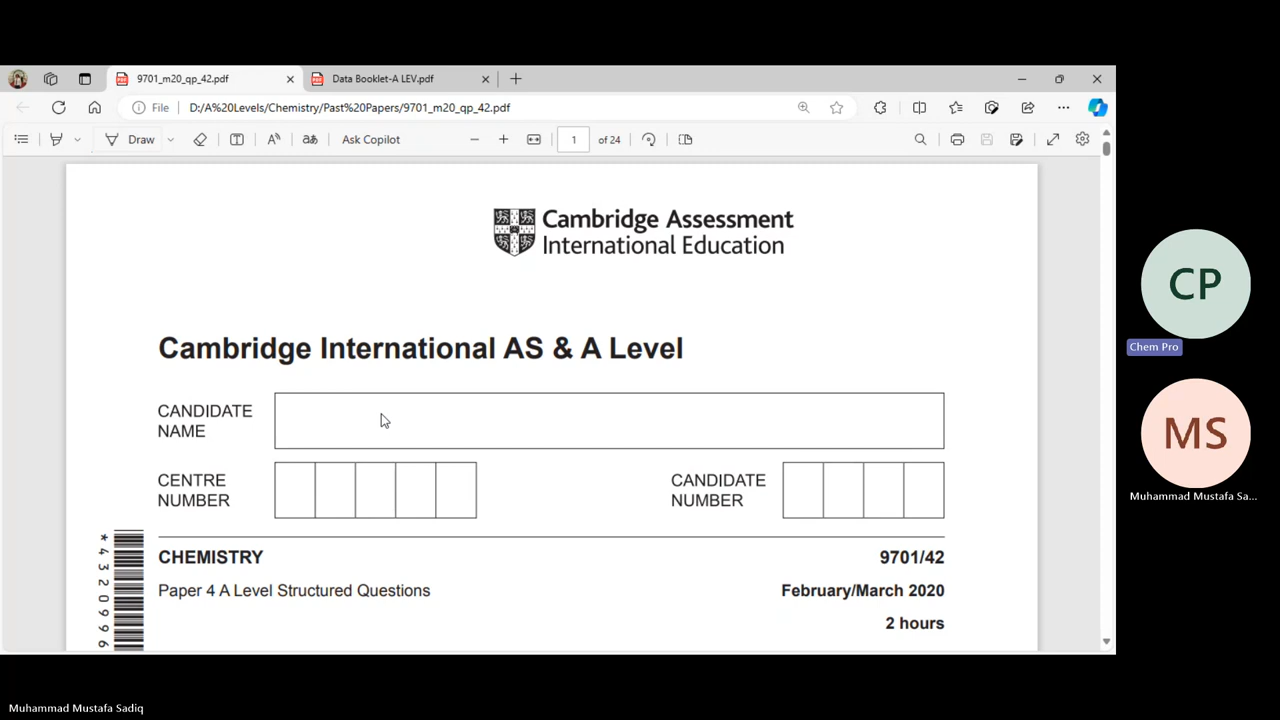 9701_m20_qp_42.pdf
Data Booklet-A LEV.pdf
File
D:/A%20Levels/Chemistry/Past%20Papers/9701_m20_qp_42.pdf
Draw
Ask Copilot
1
of 24
Cambridge Assessment
International Education
Cambridge International AS & A Level
CANDIDATE
NAME
CENTRE
NUMBER
CANDIDATE
NUMBER
*4320996
CHEMISTRY
9701/42
Paper 4 A Level Structured Questions
February/March 2020
2 hours
CP
Chem Pro
MS
Muhammad Mustafa Sa...
Muhammad Mustafa Sadiq